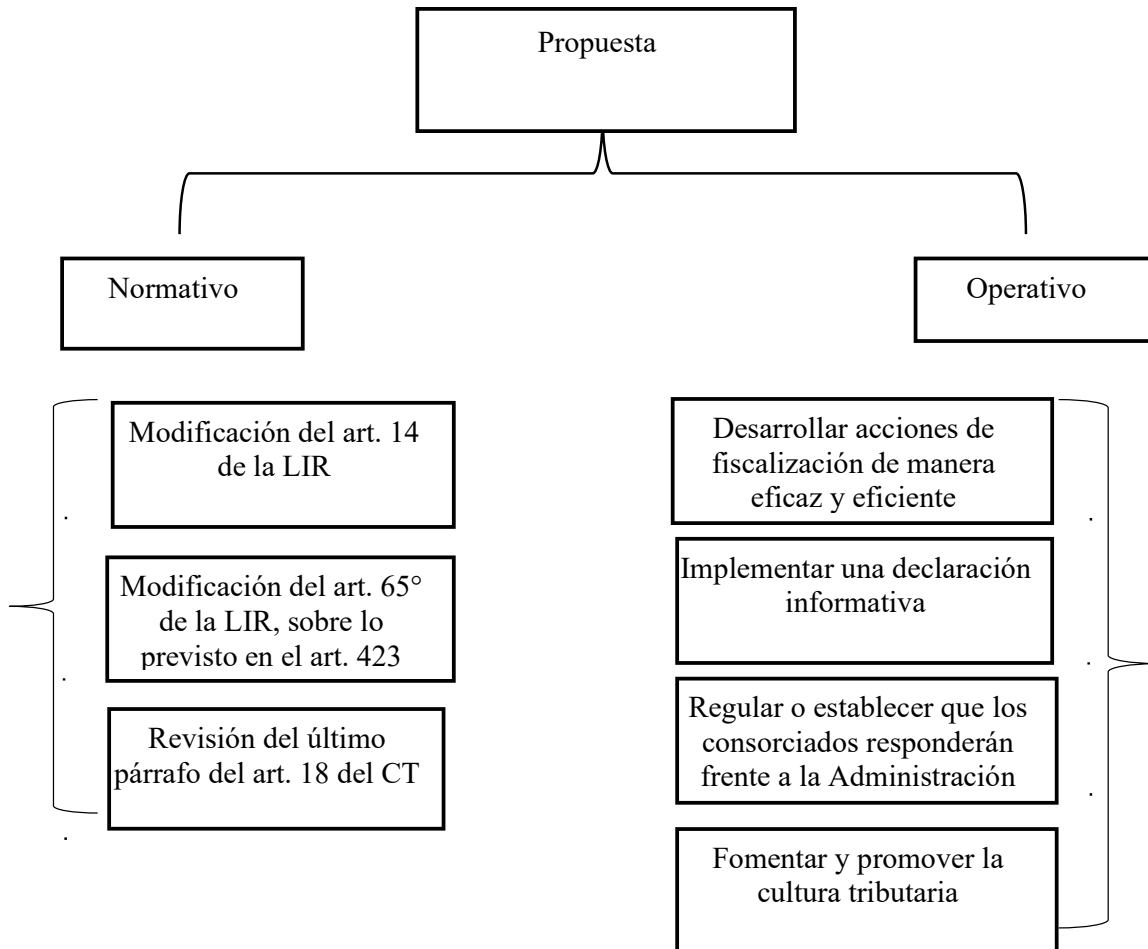 Propuesta
Normativo
Operativo
Modificación del art. 14
de la LIR
Modificación del art. 65°
de la LIR, sobre lo
previsto en el art. 423
Revisión del último
párrafo del art. 18 del CT
Desarrollar acciones de
fiscalización de manera
eficaz y eficiente
Implementar una declaración
informativa
Regular o establecer que los
consorciados responderán
frente a la Administración
Fomentar y promover la
cultura tributaria